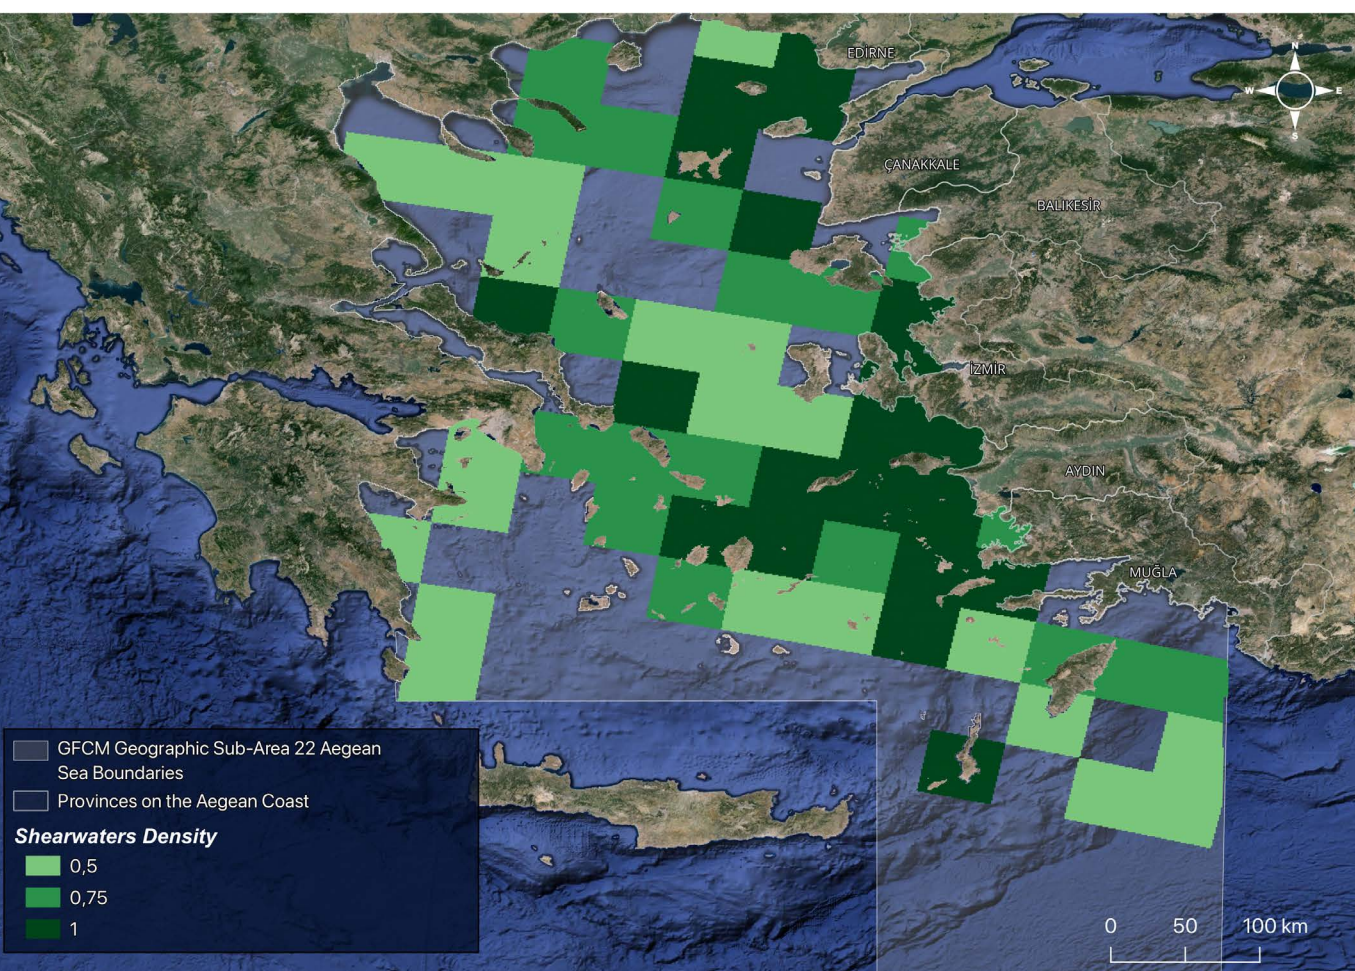 EDİRNE
N
W
E
S
ÇANAKKALE
BALIKESİR
İZMİR
AYDIN
MUĞLA
GFCM Geographic Sub-Area 22 Aegean
Sea Boundaries
Provinces on the Aegean Coast
Shearwaters Density
0,5
0,75
1
0 50 100 km